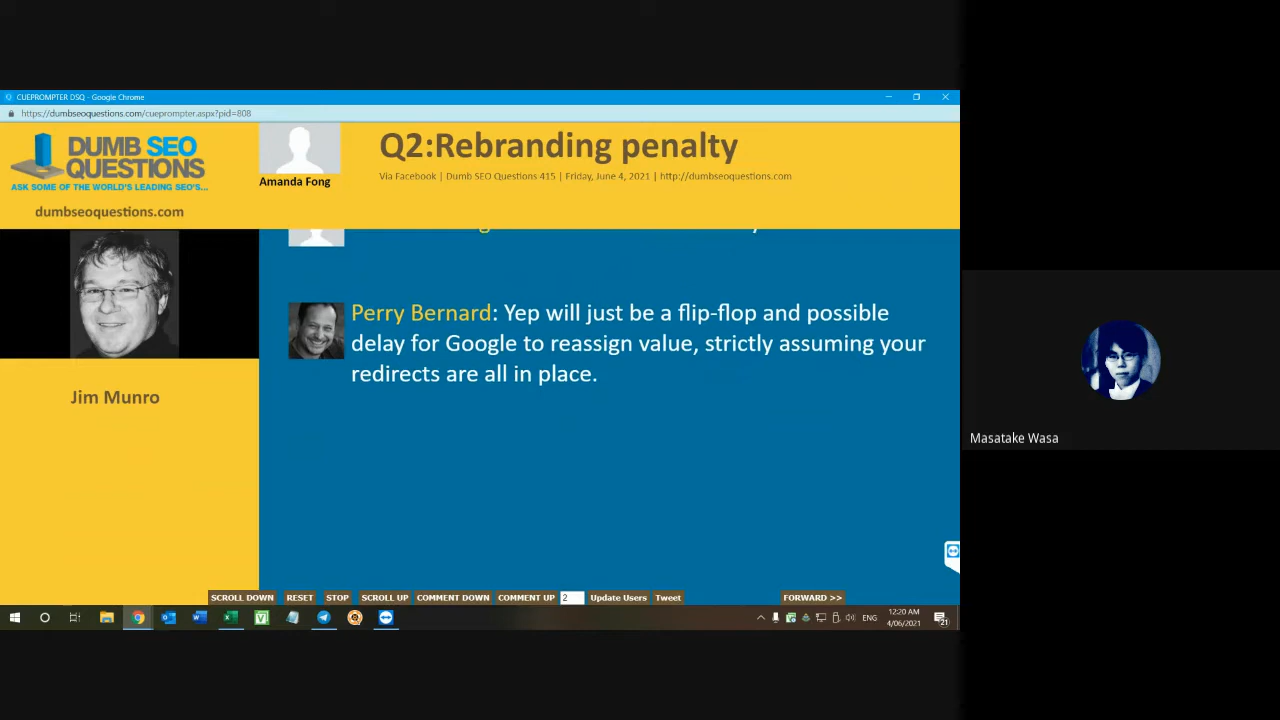 CUEPROMPTER DSQ - Google Chrome
https://dumbseoquestions.com/cueprompter.aspx?pid=808
DUMB SEO
QUESTIONS
ASK SOME OF THE WORLD'S LEADING SEO'S...
dumbseoquestions.com
Amanda Fong
Q2:Rebranding penalty
Via Facebook | Dumb SEO Questions 415 | Friday, June 4, 2021 | http://dumbseoquestions.com
Jim Munro
Perry Bernard: Yep will just be a flip-flop and possible
delay for Google to reassign value, strictly assuming your
redirects are all in place.
Masatake Wasa
SCROLL DOWN RESET STOP SCROLL UP COMMENT DOWN COMMENT UP 2 Update Users Tweet FORWARD >>
ENG
12:20 AM
4/06/2021
21